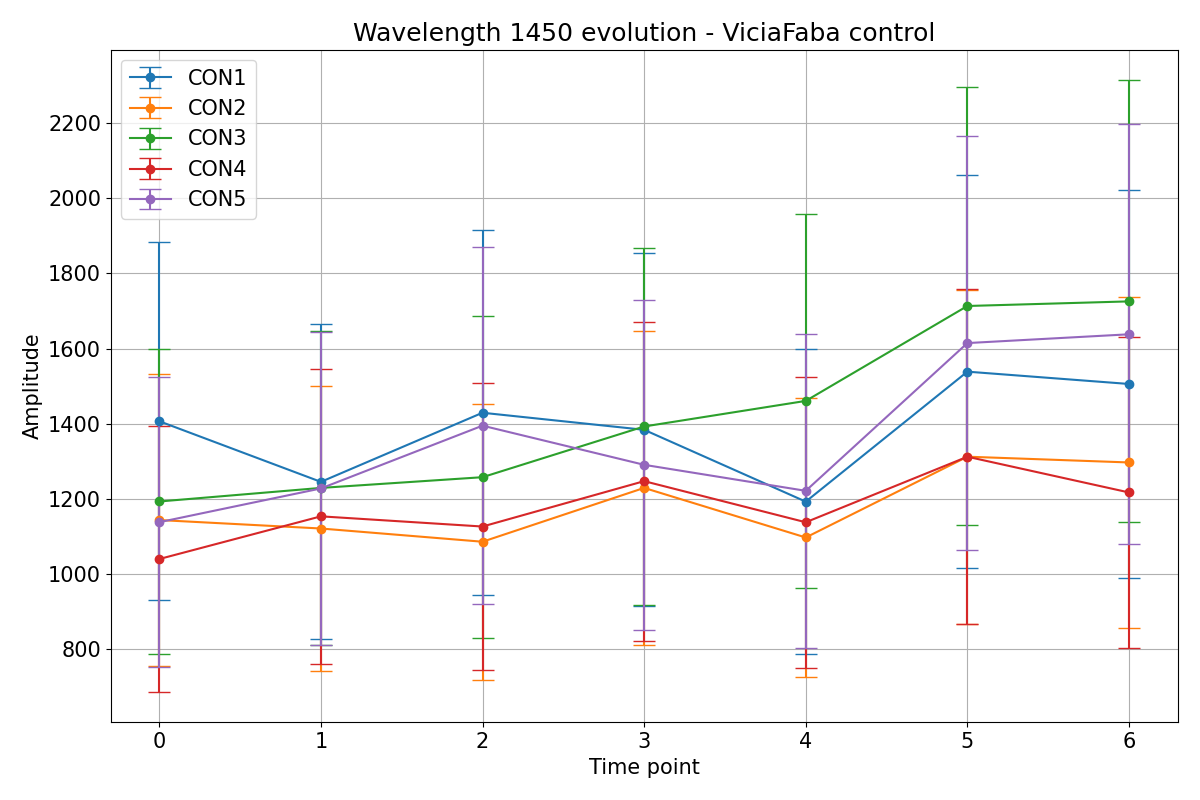 Wavelength 1450 evolution - ViciaFaba control
CON1
CON2
CON3
CON4
CON5
Amplitude
2200
2000
1800
1600
1400
1200
1000
800
0 1 2 3 4 5 6
Time point